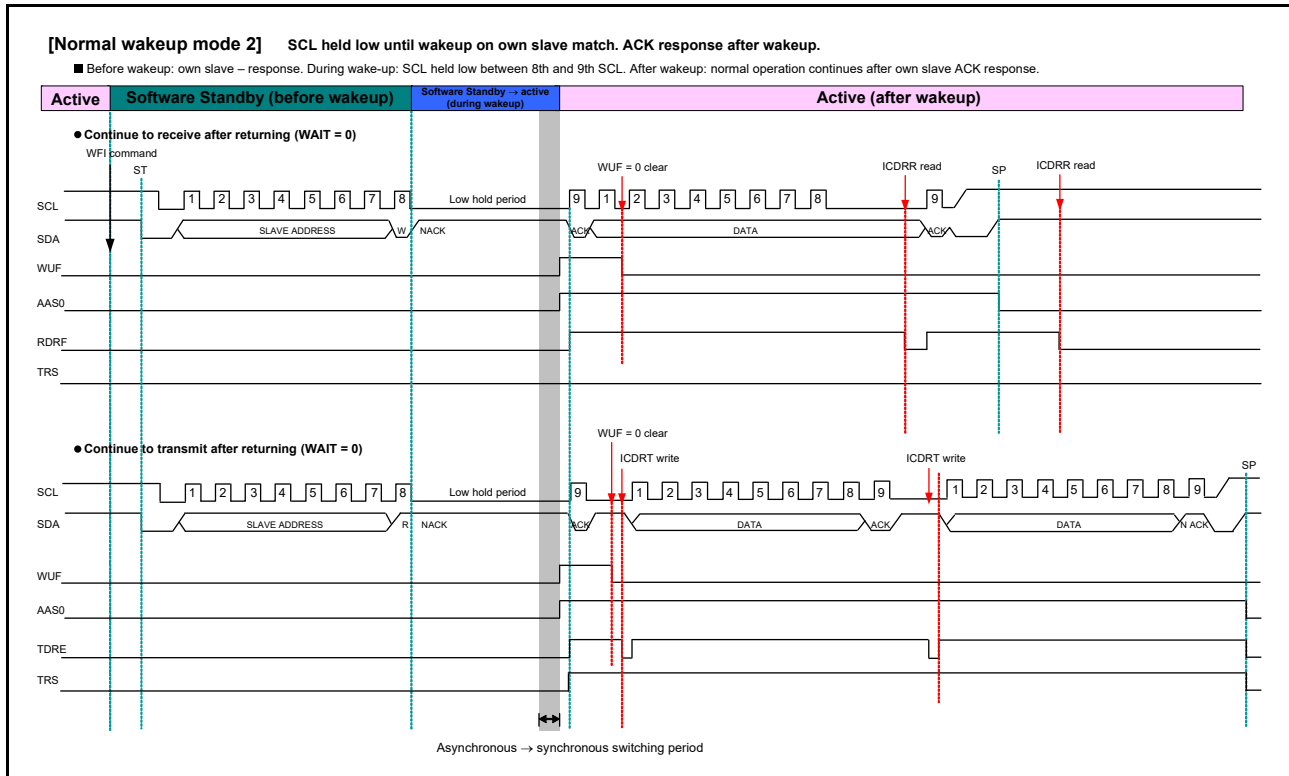 [Normal wakeup mode 2] SCL held low until wakeup on own slave match. ACK response after wakeup.
■ Before wakeup: own slave – response. During wake-up: SCL held low between 8th and 9th SCL. After wakeup: normal operation continues after own slave ACK response.
Active Software Standby (before wakeup) Software Standby → active Active (after wakeup)
(during wakeup)
● Continue to receive after returning (WAIT = 0)
WFI command
ST WUF = 0 clear ICDRR read SP ICDRR read
SCL 1 2 3 4 5 6 7 8 Low hold period 9 1 2 3 4 5 6 7 8 9
SDA SLAVE ADDRESS W NACK ACK DATA ACK
WUF
AAS0
RDRF
TRS
WUF = 0 clear
● Continue to transmit after returning (WAIT = 0)
ICDRT write ICDRT write SP
SCL 1 2 3 4 5 6 7 8 Low hold period 9 1 2 3 4 5 6 7 8 9 1 2 3 4 5 6 7 8 9
SDA SLAVE ADDRESS R NACK ACK DATA ACK DATA N ACK
WUF
AAS0
TDRE
TRS
Asynchronous → synchronous switching period